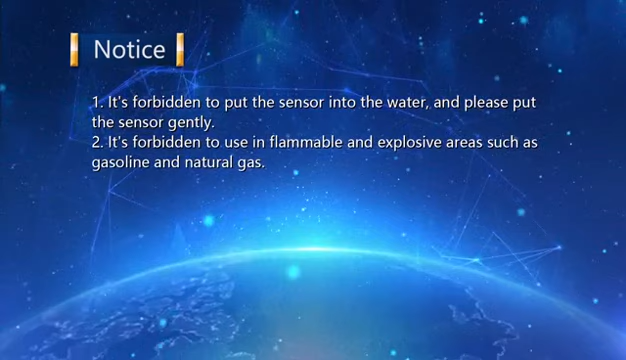 Notice
1. It's forbidden to put the sensor into the water, and please put
the sensor gently.
2. It's forbidden to use in flammable and explosive areas such as
gasoline and natural gas.